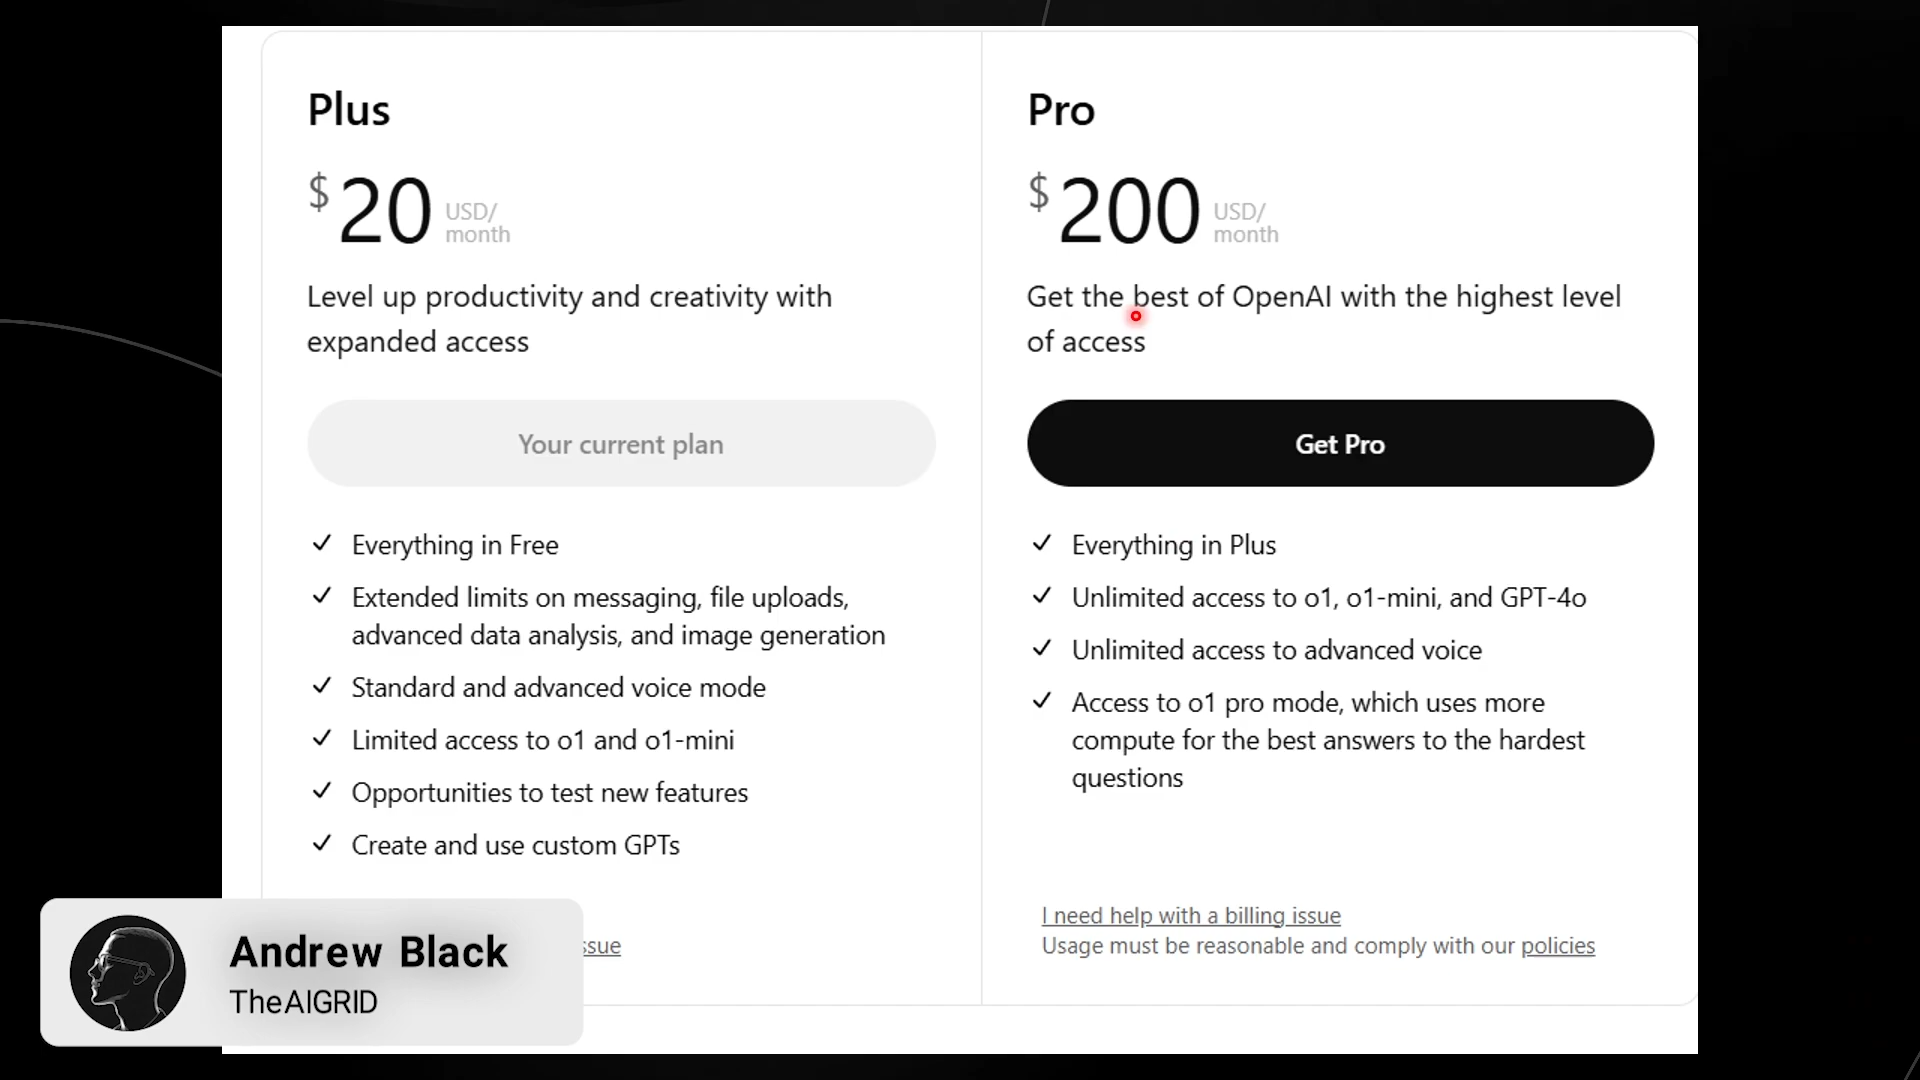 Plus
$20 USD/
month
Level up productivity and creativity with
expanded access
Your current plan
Everything in Free
Extended limits on messaging, file uploads,
advanced data analysis, and image generation
Standard and advanced voice mode
Limited access to o1 and o1-mini
Opportunities to test new features
Create and use custom GPTs
Pro
$200 USD/
month
Get the best of OpenAI with the highest level
of access
Get Pro
Everything in Plus
Unlimited access to o1, o1-mini, and GPT-4o
Unlimited access to advanced voice
Access to o1 pro mode, which uses more
compute for the best answers to the hardest
questions
I need help with a billing issue
Usage must be reasonable and comply with our policies
Andrew Black
TheAIGRID